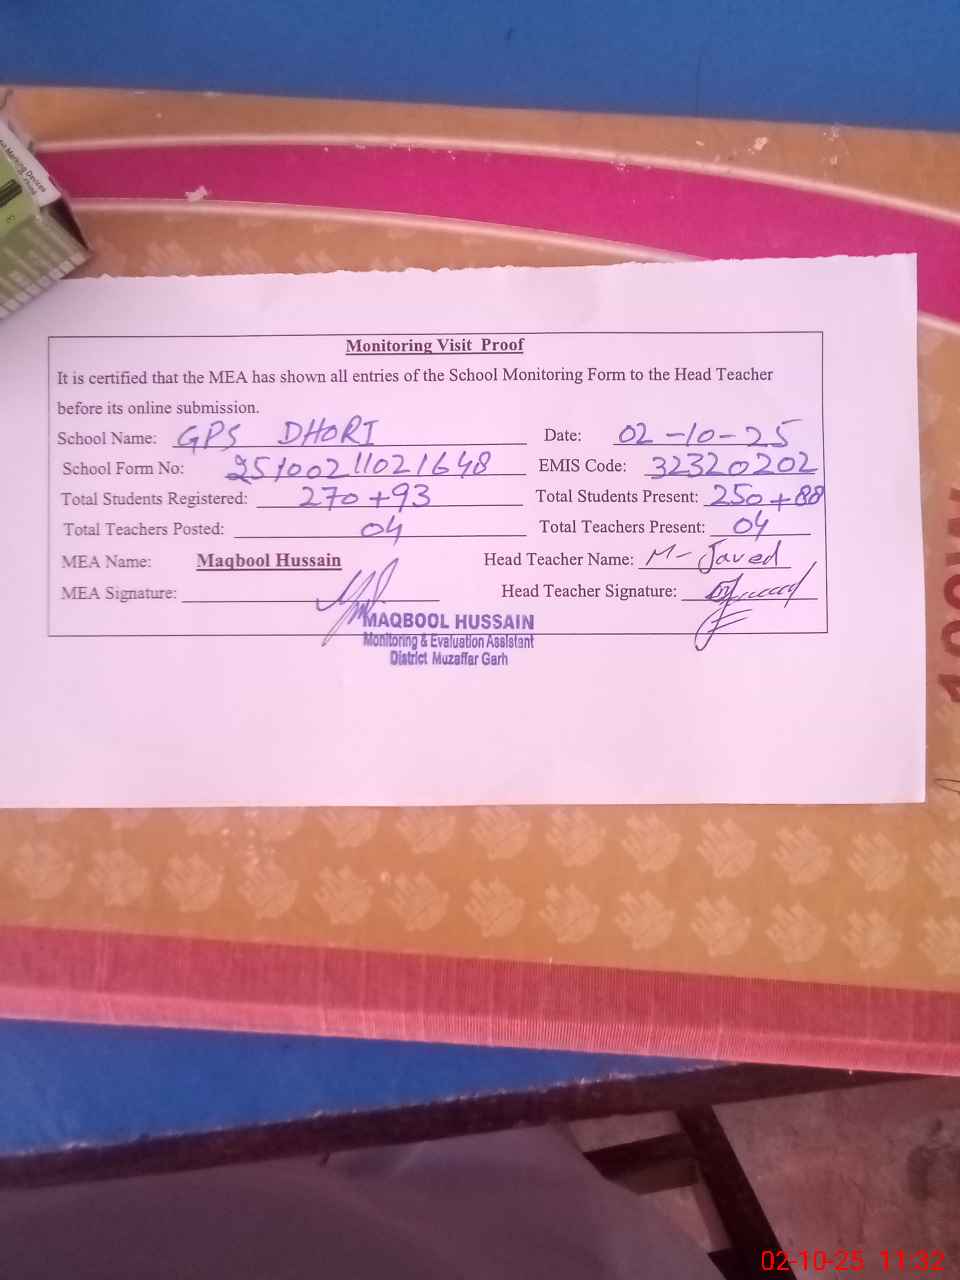 Marking Devices
Monitoring Visit Proof
It is certified that the MEA has shown all entries of the School Monitoring Form to the Head Teacher
before its online submission.
School Name: GPS DHORI Date: 02-10-25
School Form No: 25100211021648 EMIS Code: 32320202
Total Students Registered: 270+93 Total Students Present: 250+88
Total Teachers Posted: 04 Total Teachers Present: 04
MEA Name: Maqbool Hussain Head Teacher Name: M- Javed
MEA Signature: Head Teacher Signature:
MAQBOOL HUSSAIN
Monitoring & Evaluation Assistant
District Muzaffar Garh
100W
02-10-25 11:32